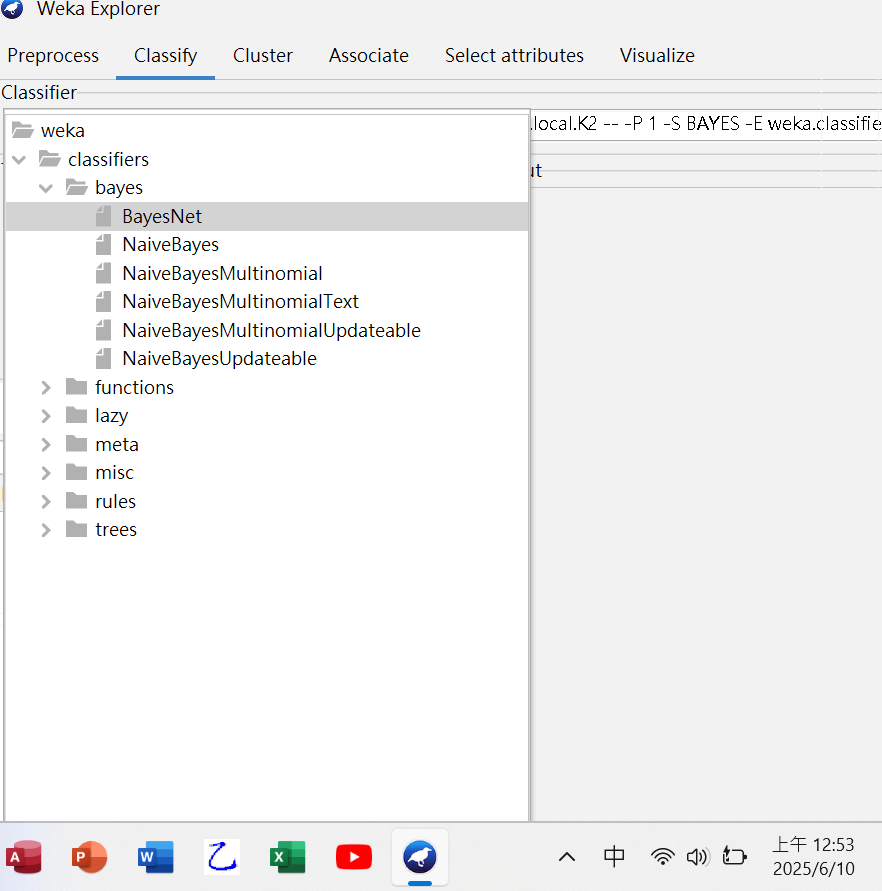 Weka Explorer
Preprocess Classify Cluster Associate Select attributes Visualize
Classifier
.local.K2 -- -P 1 -S BAYES -E weka.classifie
weka
classifiers
ut
bayes
BayesNet
NaiveBayes
NaiveBayesMultinomial
NaiveBayesMultinomialText
NaiveBayesMultinomialUpdateable
NaiveBayesUpdateable
functions
lazy
meta
misc
rules
trees
A P W X 中 上午 12:53
2025/6/10